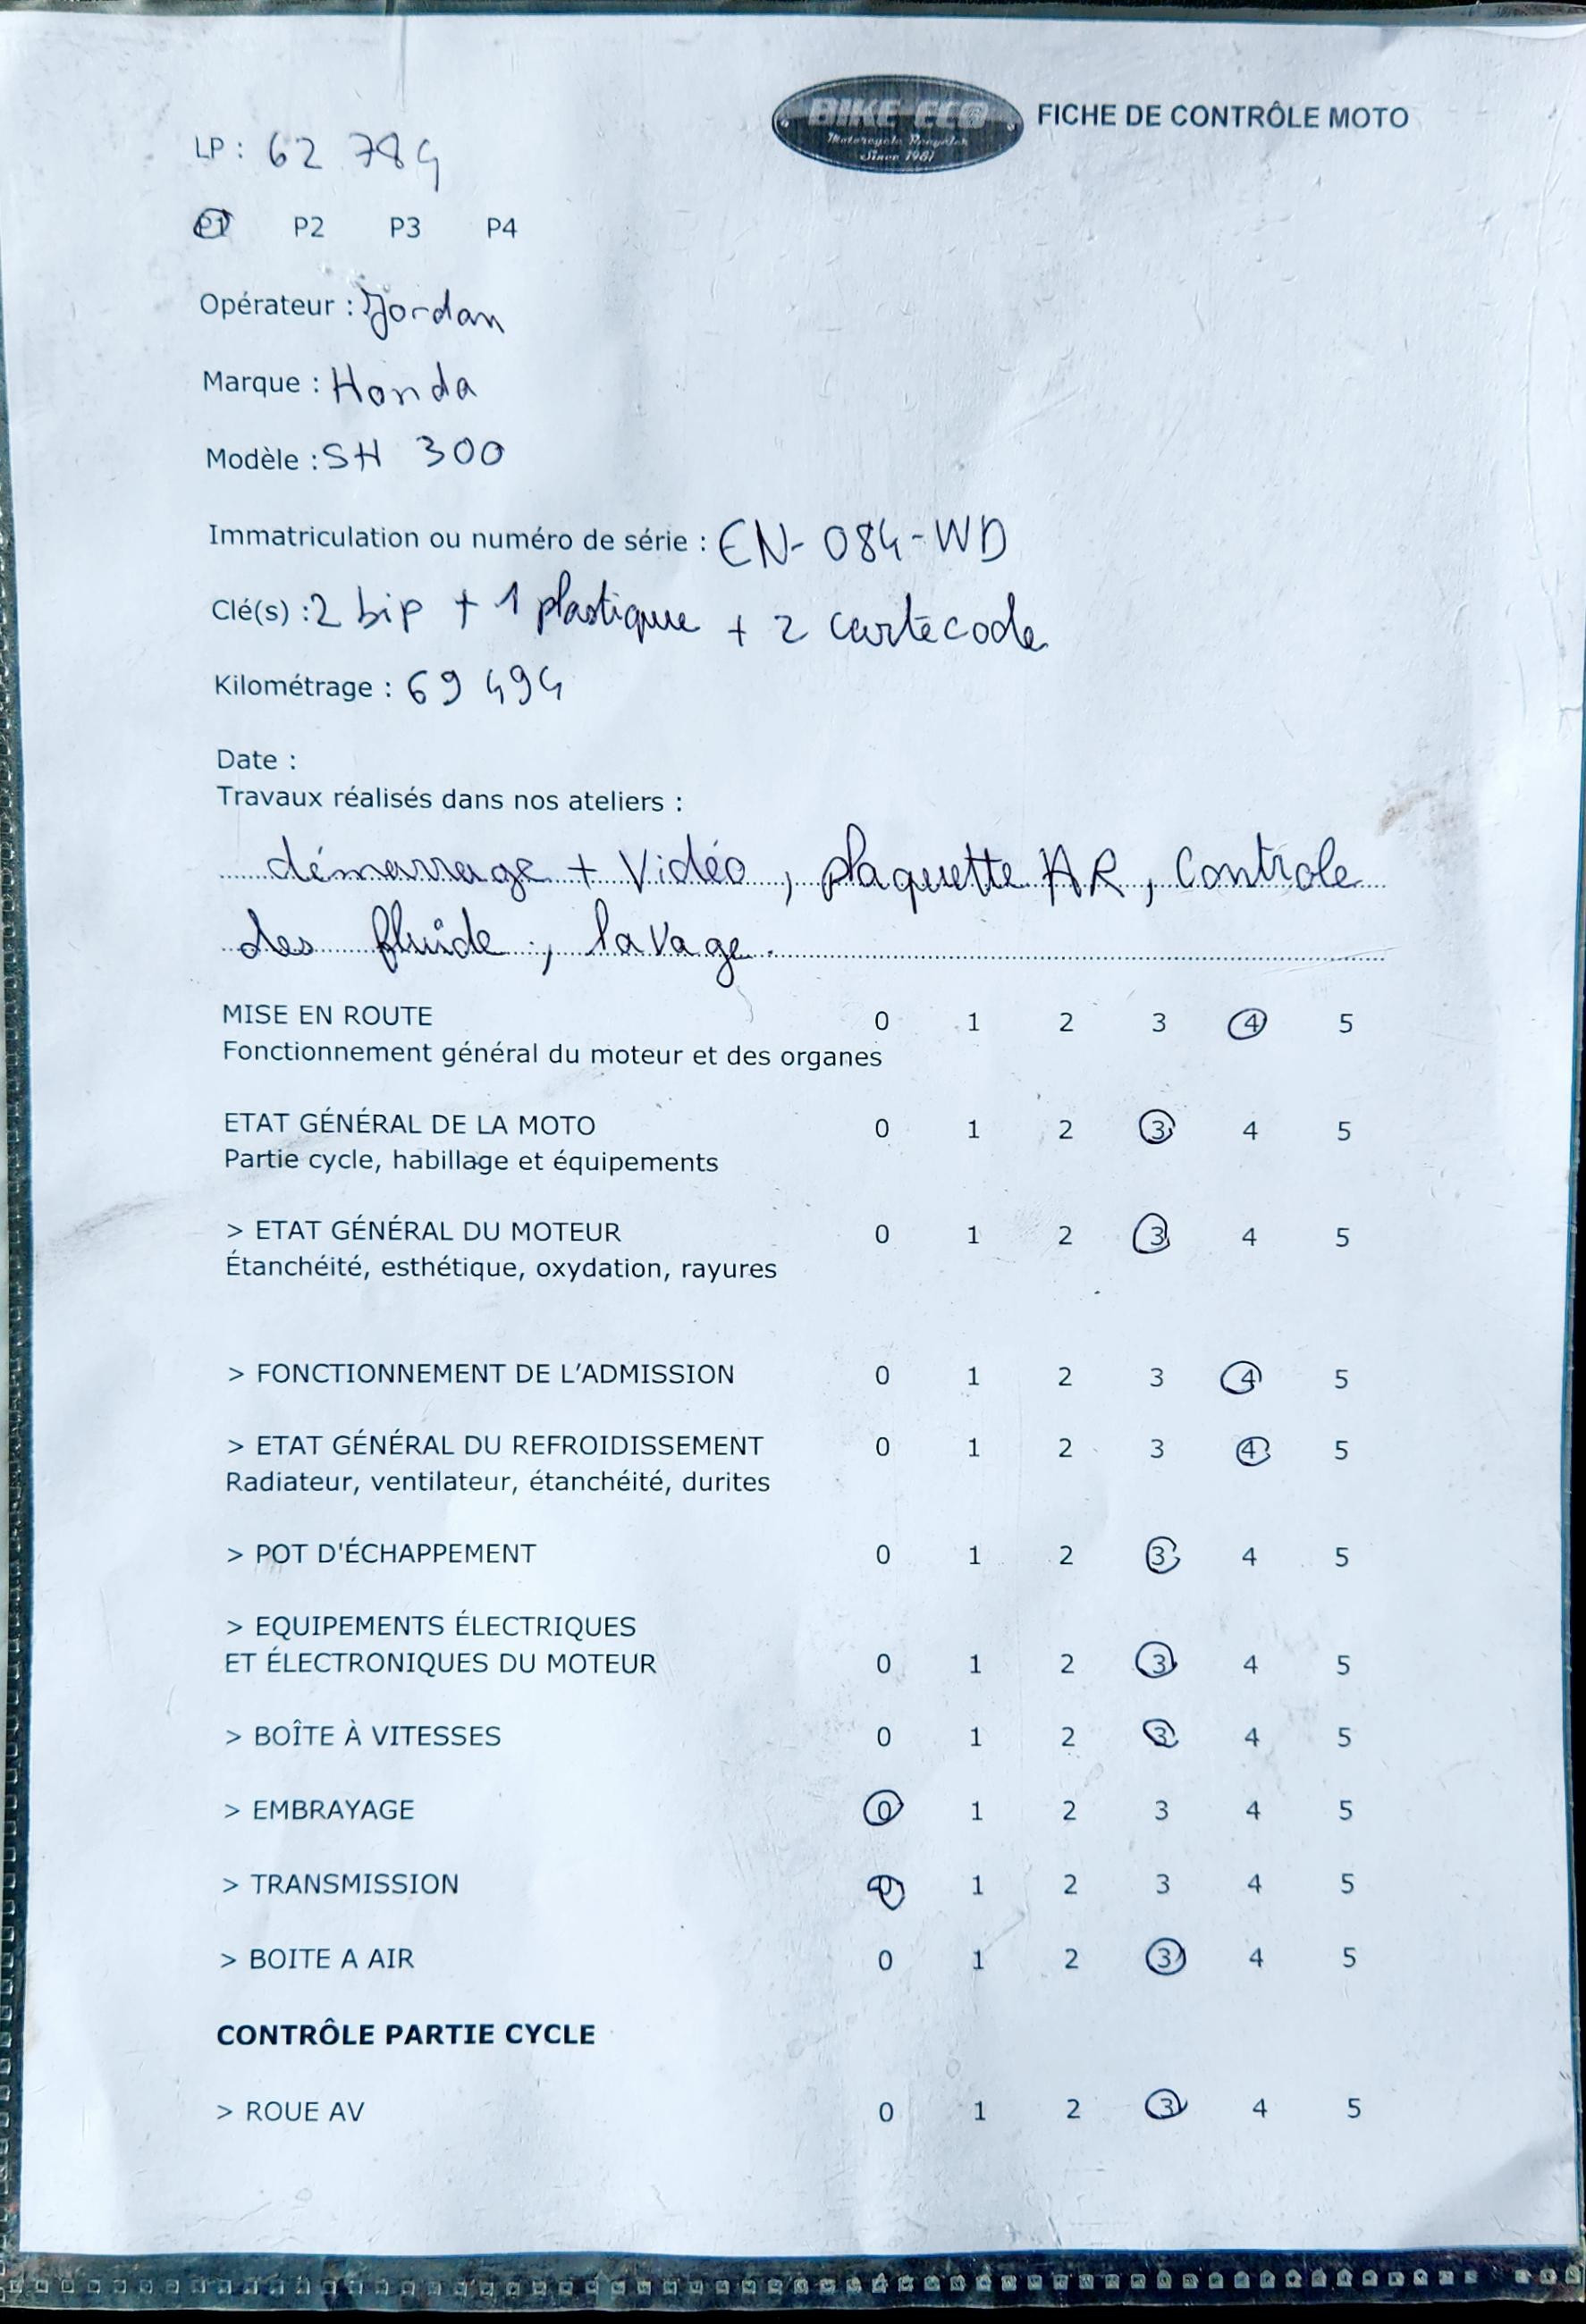 BIKE ECO
Motorcycle Recycler
Since 1981
FICHE DE CONTRÔLE MOTO
LP : 62 784
P1 P2 P3 P4
Opérateur : Jordan
Marque : Honda
Modèle : SH 300
Immatriculation ou numéro de série : EN-084-WD
Clé(s) : 2 bip + 1 plastique + 2 carte code
Kilométrage : 69 494
Date :
Travaux réalisés dans nos ateliers :
démarrage + Vidéo, plaquette AR, Controle
des fluide, lavage.
MISE EN ROUTE 0 1 2 3 4 5
Fonctionnement général du moteur et des organes
ETAT GÉNÉRAL DE LA MOTO 0 1 2 3 4 5
Partie cycle, habillage et équipements
> ETAT GÉNÉRAL DU MOTEUR 0 1 2 3 4 5
Étanchéité, esthétique, oxydation, rayures
> FONCTIONNEMENT DE L'ADMISSION 0 1 2 3 4 5
> ETAT GÉNÉRAL DU REFROIDISSEMENT 0 1 2 3 4 5
Radiateur, ventilateur, étanchéité, durites
> POT D'ÉCHAPPEMENT 0 1 2 3 4 5
> EQUIPEMENTS ÉLECTRIQUES
ET ÉLECTRONIQUES DU MOTEUR 0 1 2 3 4 5
> BOÎTE À VITESSES 0 1 2 3 4 5
> EMBRAYAGE 0 1 2 3 4 5
> TRANSMISSION 0 1 2 3 4 5
> BOITE A AIR 0 1 2 3 4 5
CONTRÔLE PARTIE CYCLE
> ROUE AV 0 1 2 3 4 5